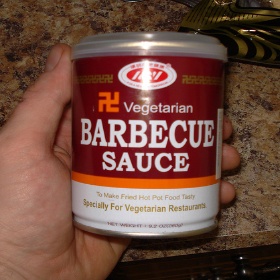 卍 Vegetarian
BARBECUE
SAUCE
To Make Fried Hot Pot Food Tasty
Specially For Vegetarian Restaurants